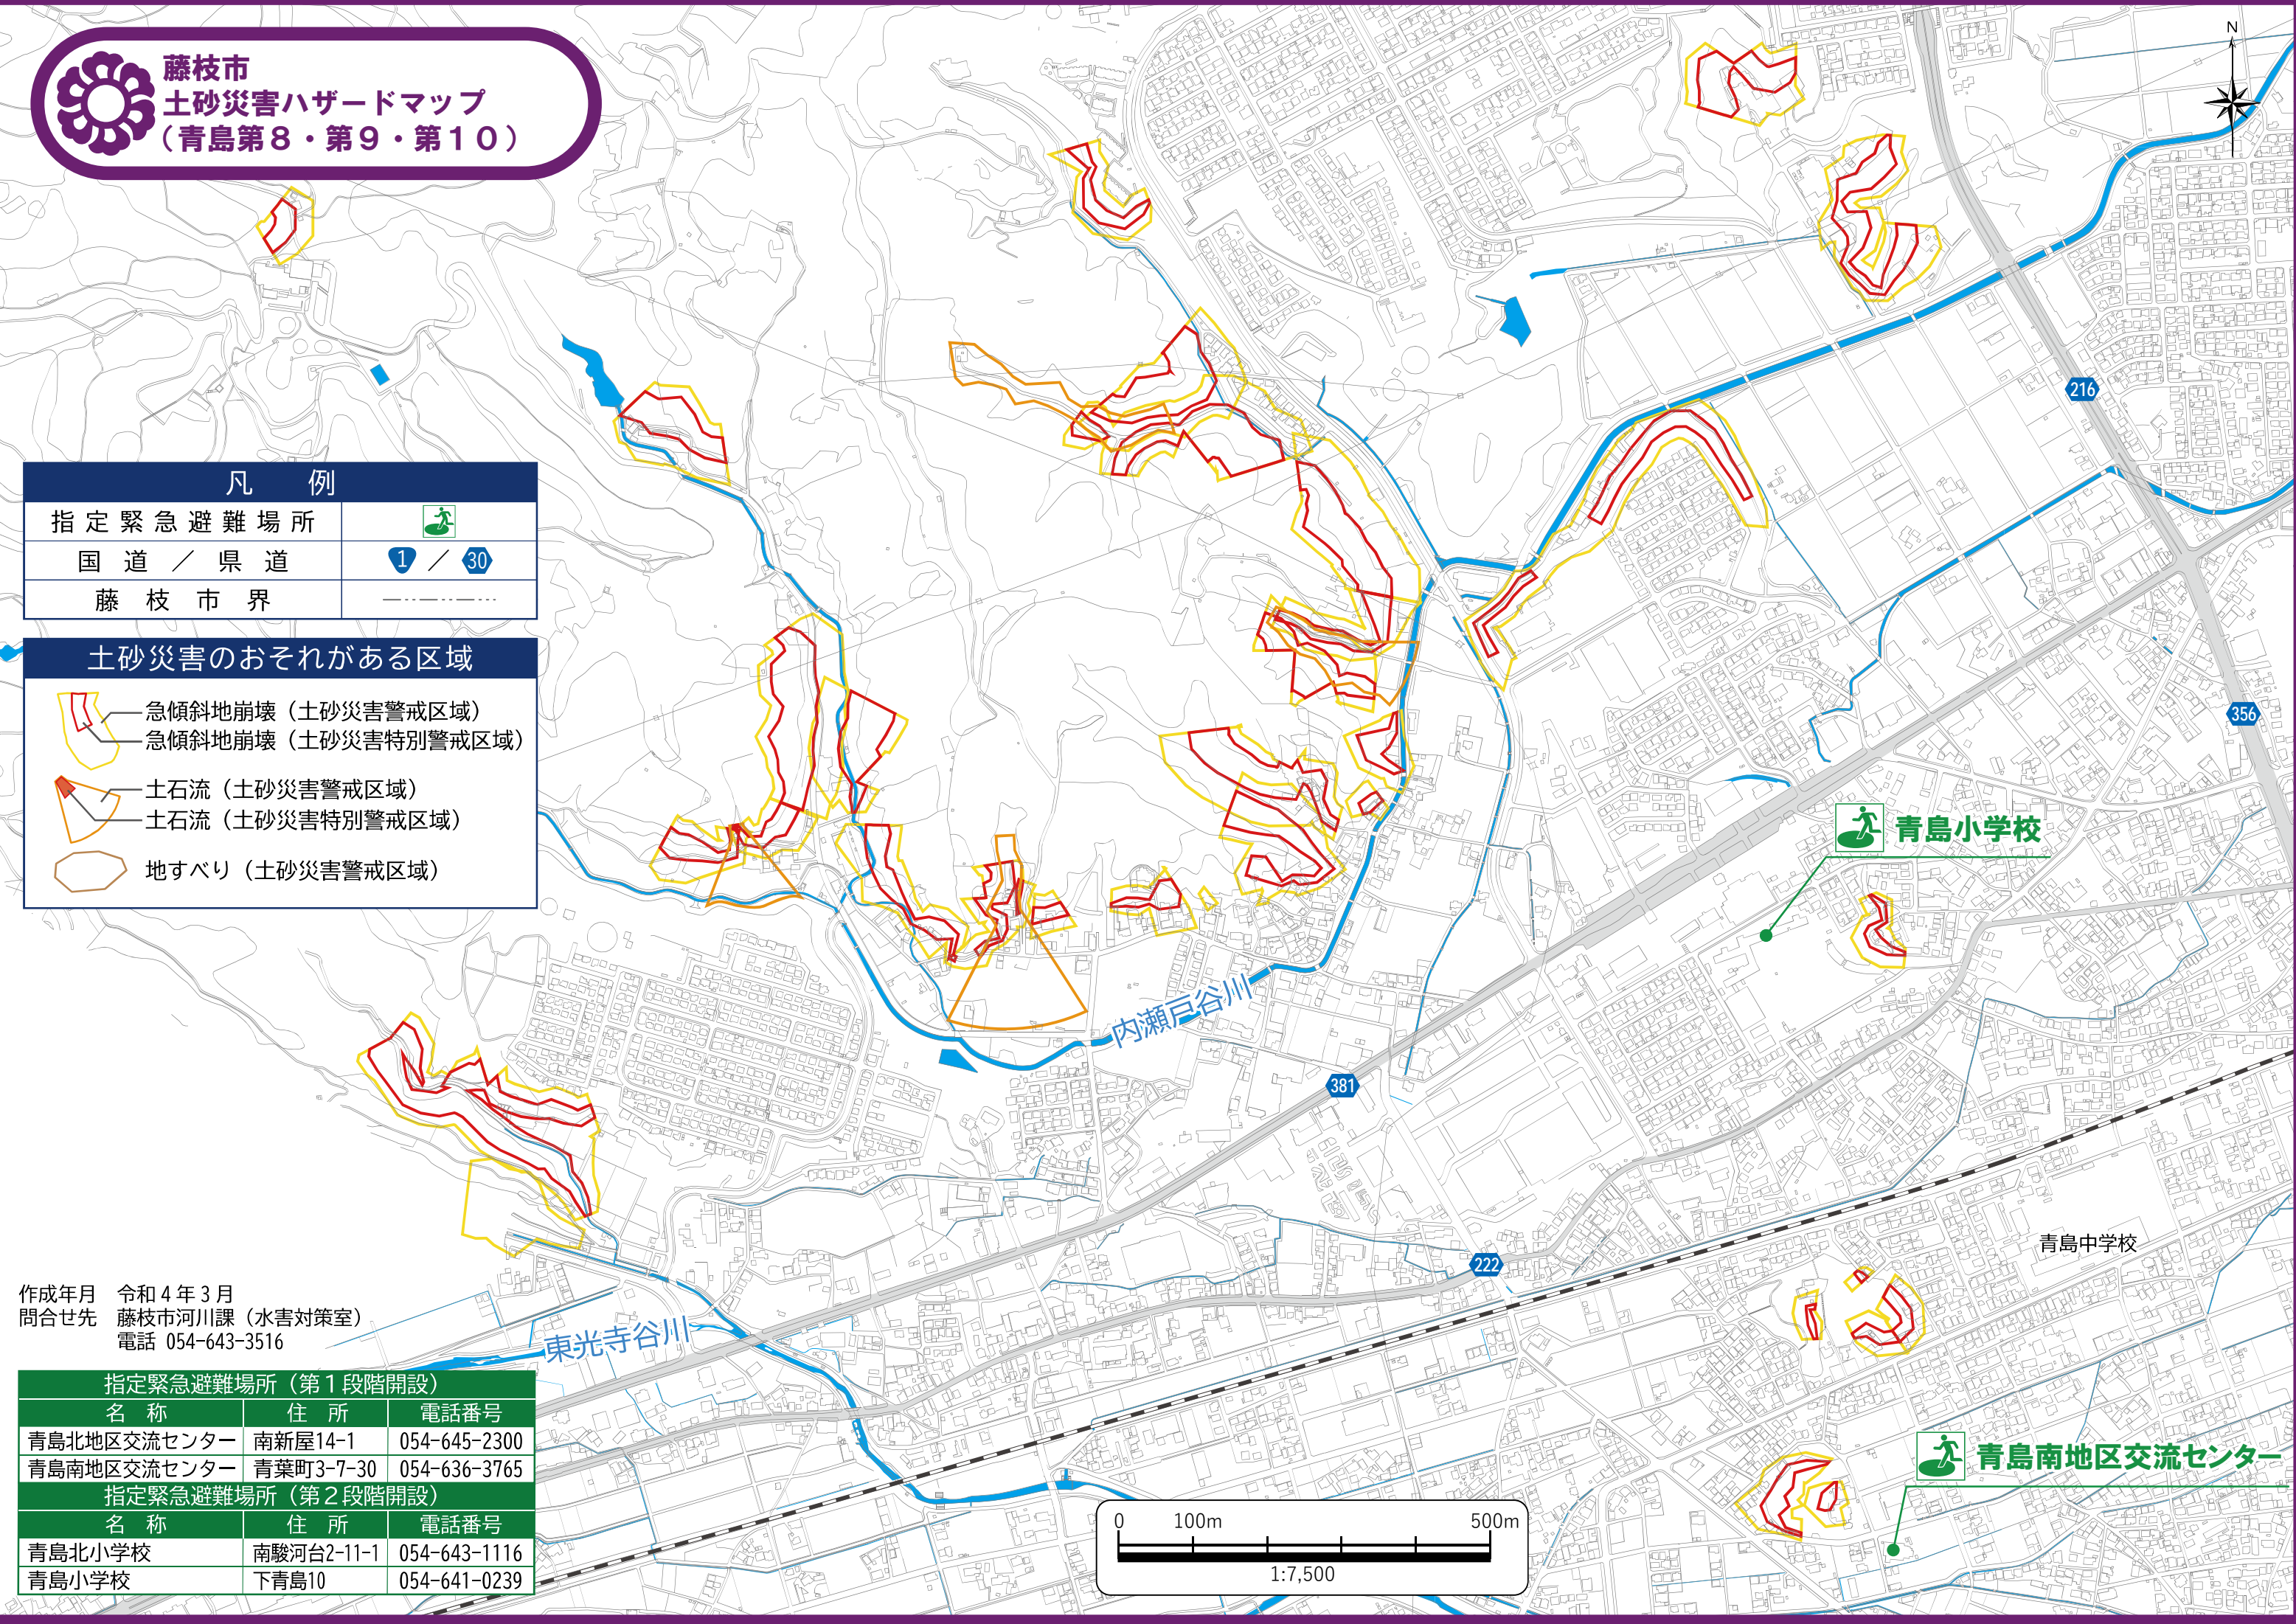 藤枝市
土砂災害ハザードマップ
（青島第８・第９・第１０）
N
凡 例
指定緊急避難場所
国道／県道 1 ／ 30
藤枝市界
土砂災害のおそれがある区域
急傾斜地崩壊（土砂災害警戒区域）
急傾斜地崩壊（土砂災害特別警戒区域）
土石流（土砂災害警戒区域）
土石流（土砂災害特別警戒区域）
地すべり（土砂災害警戒区域）
216
356
青島小学校
内瀬戸谷川
381
222
青島中学校
東光寺谷川
青島南地区交流センター
作成年月 令和４年３月
問合せ先 藤枝市河川課（水害対策室）
電話 054-643-3516
指定緊急避難場所（第１段階開設）
名 称 住 所 電話番号
青島北地区交流センター 南新屋14-1 054-645-2300
青島南地区交流センター 青葉町3-7-30 054-636-3765
指定緊急避難場所（第２段階開設）
名 称 住 所 電話番号
青島北小学校 南駿河台2-11-1 054-643-1116
青島小学校 下青島10 054-641-0239
0 100m 500m
1:7,500